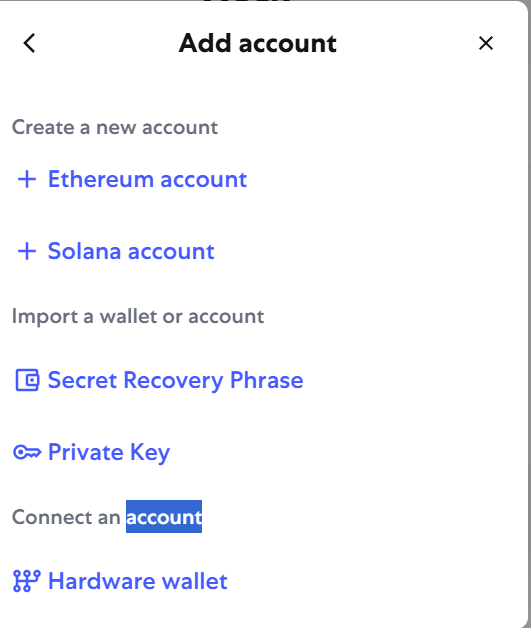 Add account
Create a new account
+ Ethereum account
+ Solana account
Import a wallet or account
Secret Recovery Phrase
Private Key
Connect an account
Hardware wallet